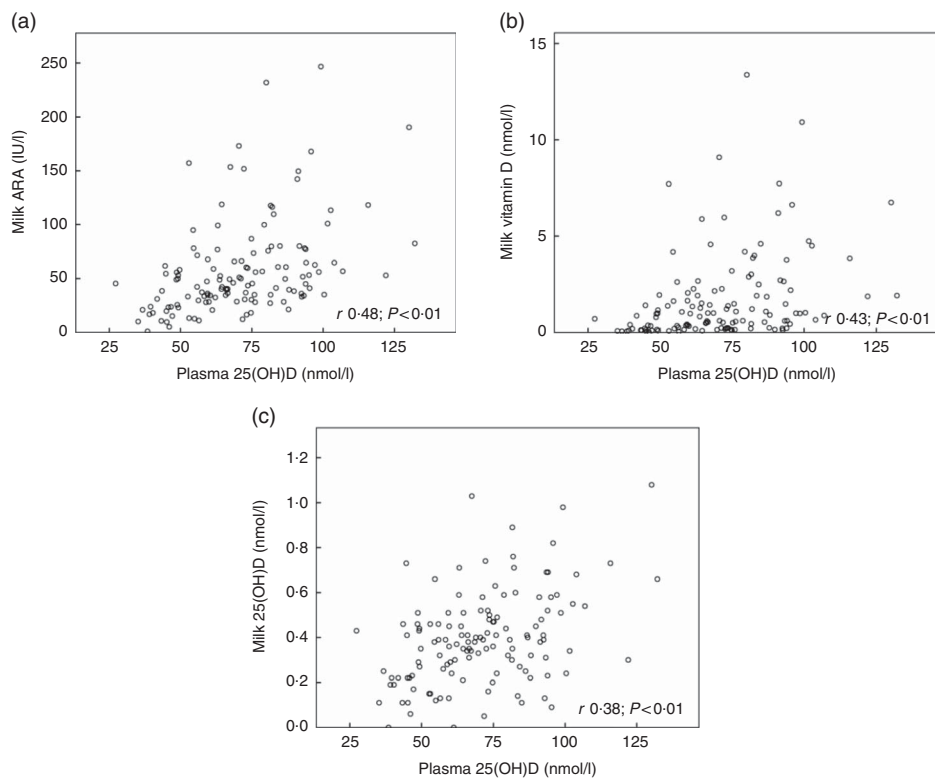 (a)
250
200
150
100
50
0
Milk ARA (IU/l)
25 50 75 100 125
Plasma 25(OH)D (nmol/l)
r 0·48; P<0·01
(b)
15
10
5
0
Milk vitamin D (nmol/l)
25 50 75 100 125
Plasma 25(OH)D (nmol/l)
r 0·43; P<0·01
(c)
1·2
1·0
0·8
0·6
0·4
0·2
0·0
Milk 25(OH)D (nmol/l)
25 50 75 100 125
Plasma 25(OH)D (nmol/l)
r 0·38; P<0·01